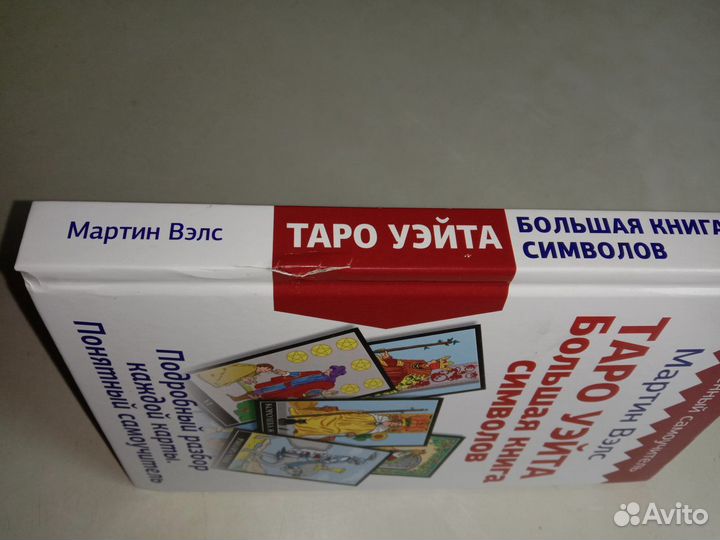 Мартин Вэлс
ТАРО УЭЙТА
БОЛЬШАЯ КНИГА
СИМВОЛОВ
самоучитель
Мартин Вэлс
ТАРО УЭЙТА
БОЛЬШАЯ КНИГА
СИМВОЛОВ
Подробный разбор
каждой карты.
Понятный самоучитель
Avito